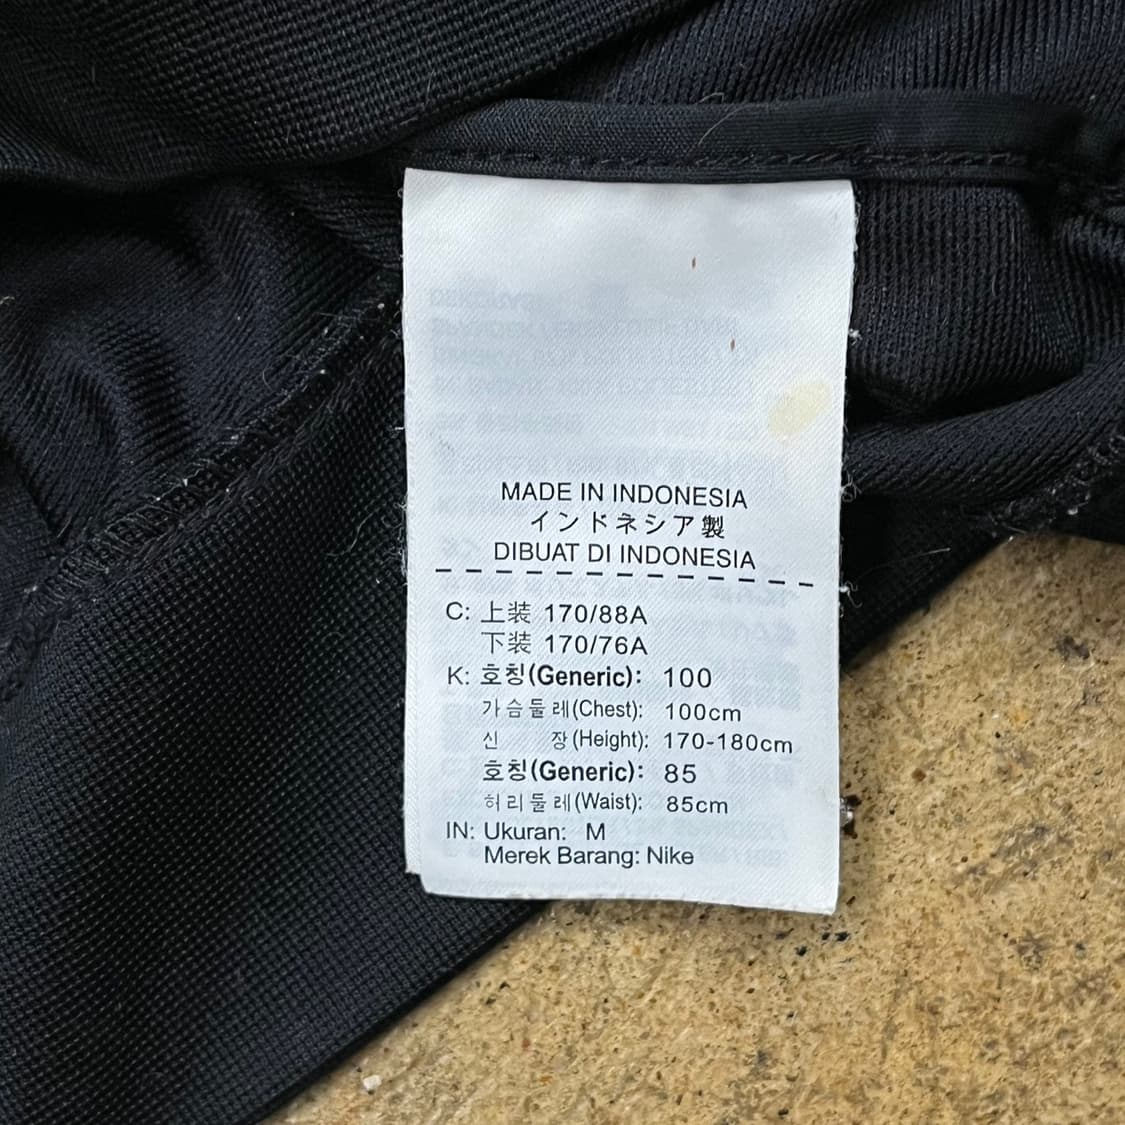 MADE IN INDONESIA
インドネシア製
DIBUAT DI INDONESIA
C: 上装 170/88A
下装 170/76A
K: 호칭(Generic): 100
가슴둘레(Chest): 100cm
신 장(Height): 170-180cm
호칭(Generic): 85
허리둘레(Waist): 85cm
IN: Ukuran: M
Merek Barang: Nike